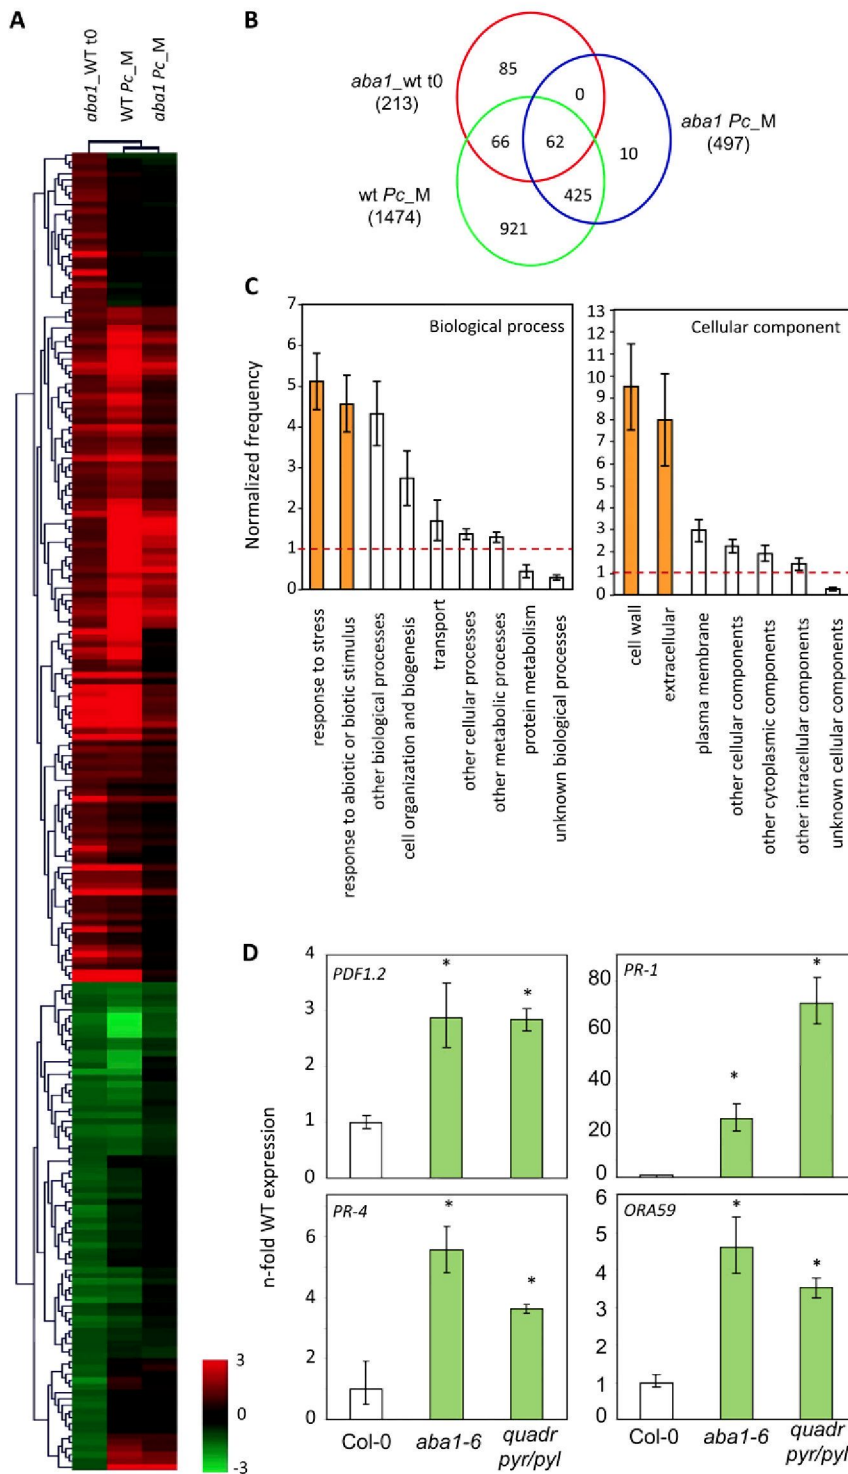 A
aba1_WT t0
WT Pc_M
aba1 Pc_M
3
0
-3
B
aba1_wt t0
(213)
85
0
aba1 Pc_M
(497)
66
62
10
wt Pc_M
(1474)
425
921
C
Normalized frequency
7
6
5
4
3
2
1
0
Biological process
response to stress
response to abiotic or biotic stimulus
other biological processes
cell organization and biogenesis
transport
other cellular processes
other metabolic processes
protein metabolism
unknown biological processes
13
12
11
10
9
8
7
6
5
4
3
2
1
0
Cellular component
cell wall
extracellular
plasma membrane
other cellular components
other cytoplasmic components
other intracellular components
unknown cellular components
D
n-fold WT expression
4
3
2
1
0
PDF1.2
*
*
80
60
40
20
0
PR-1
*
*
6
4
2
0
PR-4
*
*
Col-0
aba1-6
quadr
pyr/pyl
6
5
4
3
2
1
0
ORA59
*
*
Col-0
aba1-6
quadr
pyr/pyl